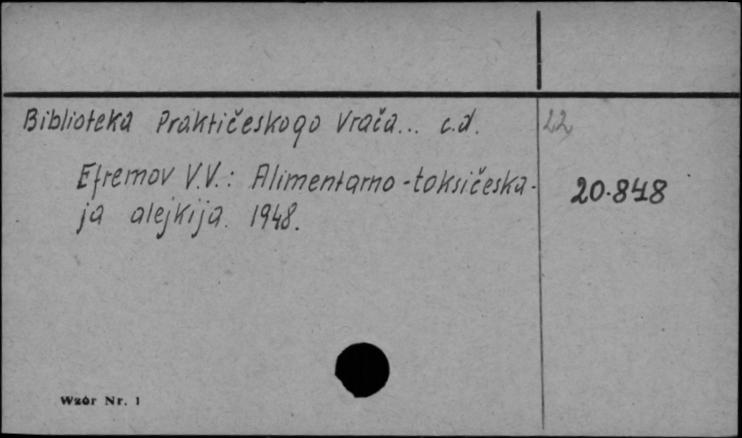 Biblioteka Praktičeskogo Vrača... c.d.
22
Efremov V.V.: Alimentarno-toksičeska-
ja alejkija. 1948.
20.848
Wzór Nr. 1